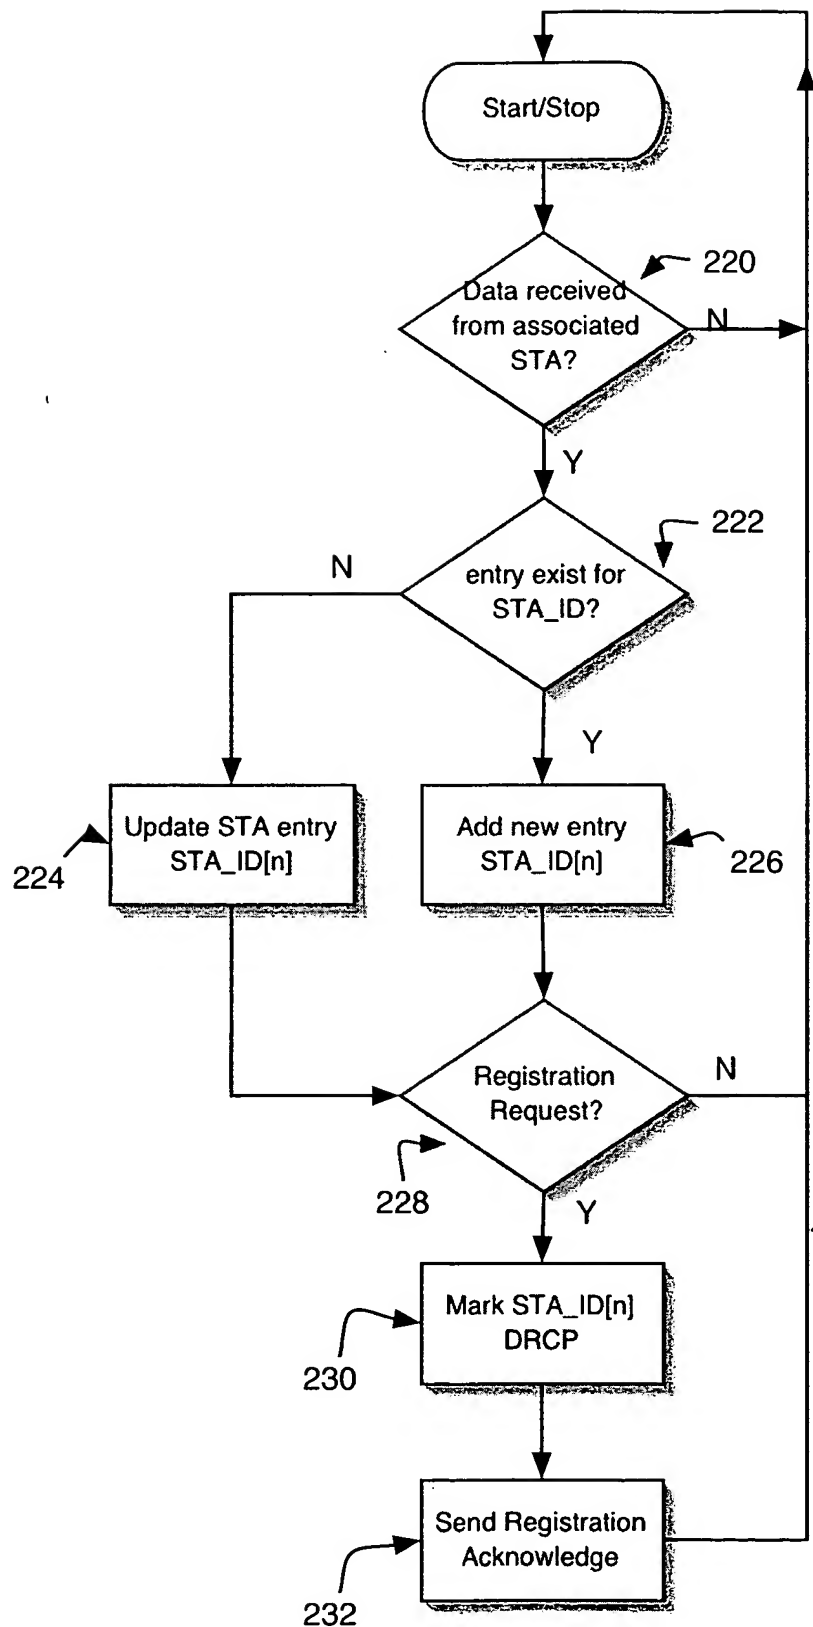 Start/Stop
220
Data received
from associated
STA?
N
Y
222
entry exist for
STA_ID?
N
Y
Update STA entry
STA_ID[n]
224
Add new entry
STA_ID[n]
226
Registration
Request?
N
228
Y
Mark STA_ID[n]
DRCP
230
Send Registration
Acknowledge
232